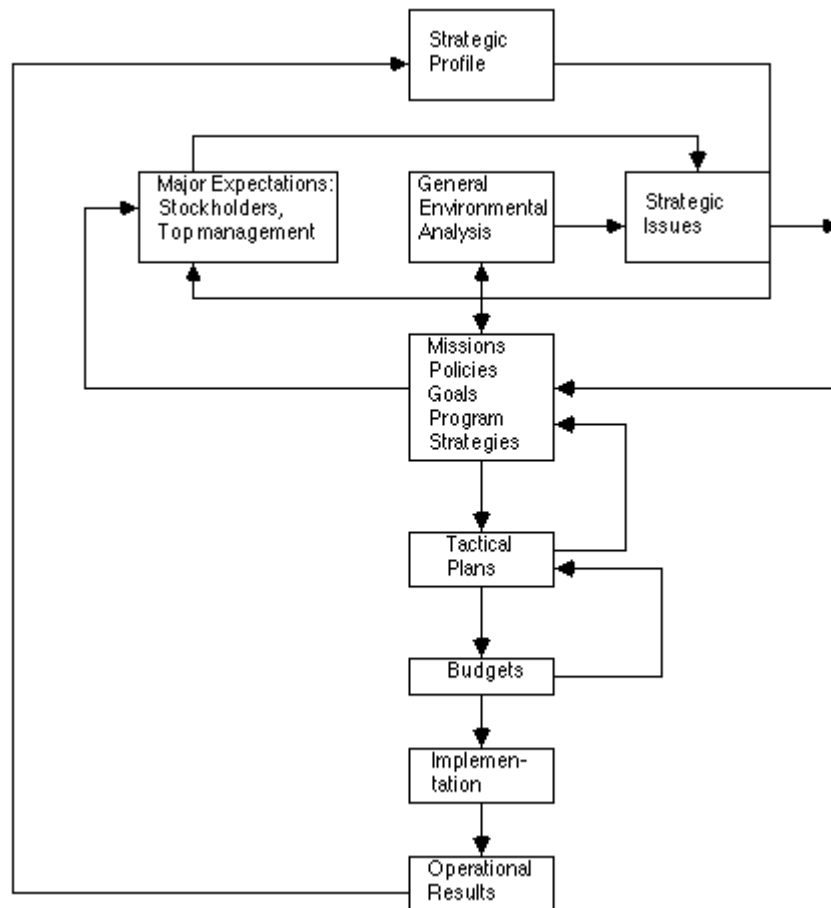 Strategic
Profile
Major Expectations:
Stockholders,
Top management
General
Environmental
Analysis
Strategic
Issues
Missions
Policies
Goals
Program
Strategies
Tactical
Plans
Budgets
Implemen-
tation
Operational
Results